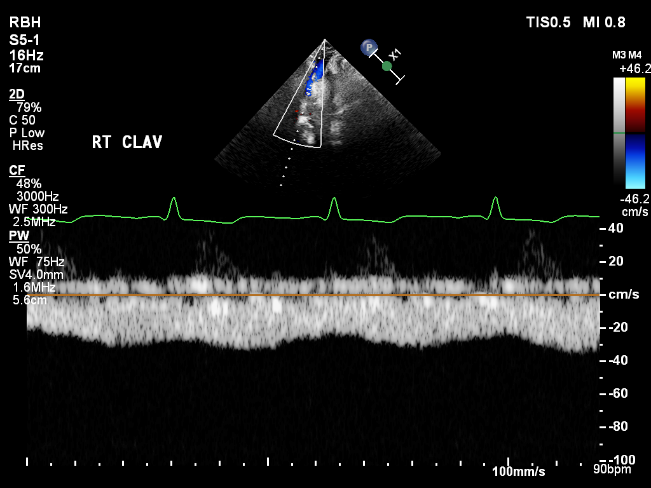 RBH
S5-1
16Hz
17cm
2D
79%
C 50
P Low
HRes
CF
48%
3000Hz
WF 300Hz
2.5MHz
PW
50%
WF 75Hz
SV4.0mm
1.6MHz
5.6cm
RT CLAV
P
X1
TIS0.5 MI 0.8
M3 M4
+46.2
-46.2
cm/s
40
20
cm/s
-20
-40
-60
-80
-100
100mm/s
90bpm